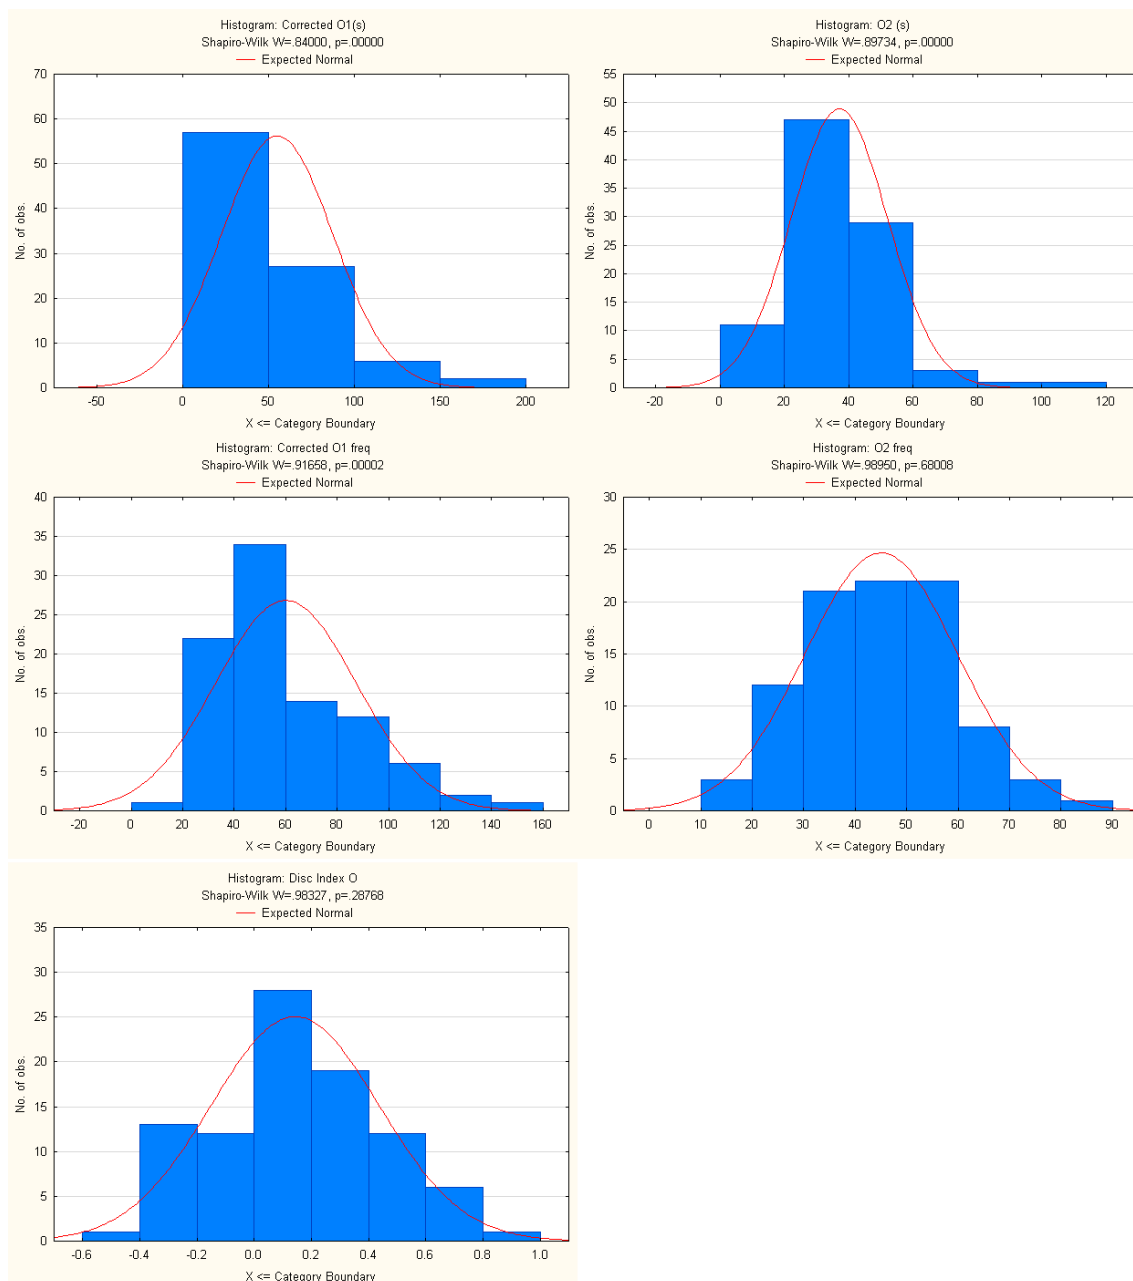 Histogram: Corrected O1(s)
Shapiro-Wilk W=.84000, p=.00000
Expected Normal
70
60
50
40
30
20
10
0
No. of obs.
-50 0 50 100 150 200
X <= Category Boundary
Histogram: O2 (s)
Shapiro-Wilk W=.89734, p=.00000
Expected Normal
55
50
45
40
35
30
25
20
15
10
5
0
No. of obs.
-20 0 20 40 60 80 100 120
X <= Category Boundary
Histogram: Corrected O1 freq
Shapiro-Wilk W=.91658, p=.00002
Expected Normal
40
35
30
25
20
15
10
5
0
No. of obs.
-20 0 20 40 60 80 100 120 140 160
X <= Category Boundary
Histogram: O2 freq
Shapiro-Wilk W=.98950, p=.68008
Expected Normal
30
25
20
15
10
5
0
No. of obs.
0 10 20 30 40 50 60 70 80 90
X <= Category Boundary
Histogram: Disc Index O
Shapiro-Wilk W=.98327, p=.28768
Expected Normal
35
30
25
20
15
10
5
0
No. of obs.
-0.6 -0.4 -0.2 0.0 0.2 0.4 0.6 0.8 1.0
X <= Category Boundary